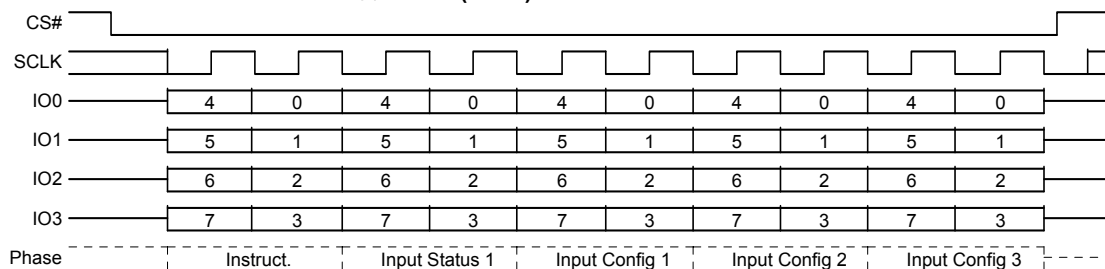 CS#
SCLK
IO0 4 0 4 0 4 0 4 0 4 0
IO1 5 1 5 1 5 1 5 1 5 1
IO2 6 2 6 2 6 2 6 2 6 2
IO3 7 3 7 3 7 3 7 3 7 3
Phase Instruct. Input Status 1 Input Config 1 Input Config 2 Input Config 3